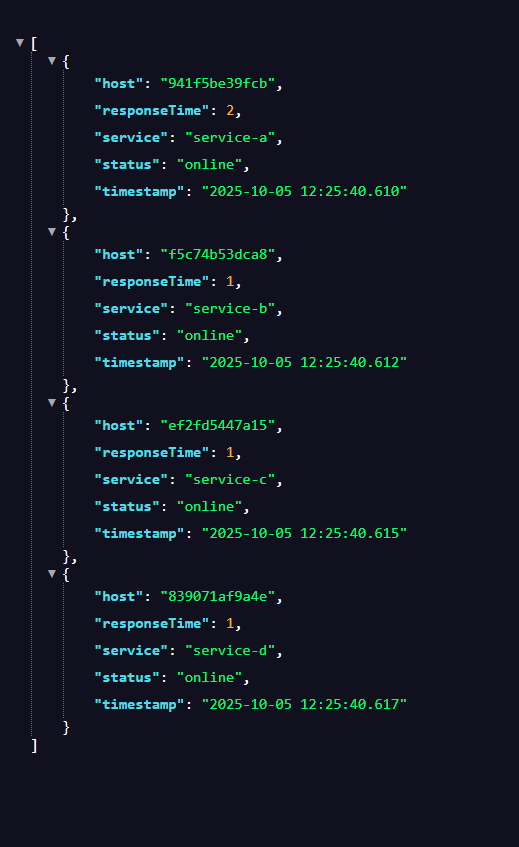 [
{
"host": "941f5be39fcb",
"responseTime": 2,
"service": "service-a",
"status": "online",
"timestamp": "2025-10-05 12:25:40.610"
},
{
"host": "f5c74b53dca8",
"responseTime": 1,
"service": "service-b",
"status": "online",
"timestamp": "2025-10-05 12:25:40.612"
},
{
"host": "ef2fd5447a15",
"responseTime": 1,
"service": "service-c",
"status": "online",
"timestamp": "2025-10-05 12:25:40.615"
},
{
"host": "839071af9a4e",
"responseTime": 1,
"service": "service-d",
"status": "online",
"timestamp": "2025-10-05 12:25:40.617"
}
]